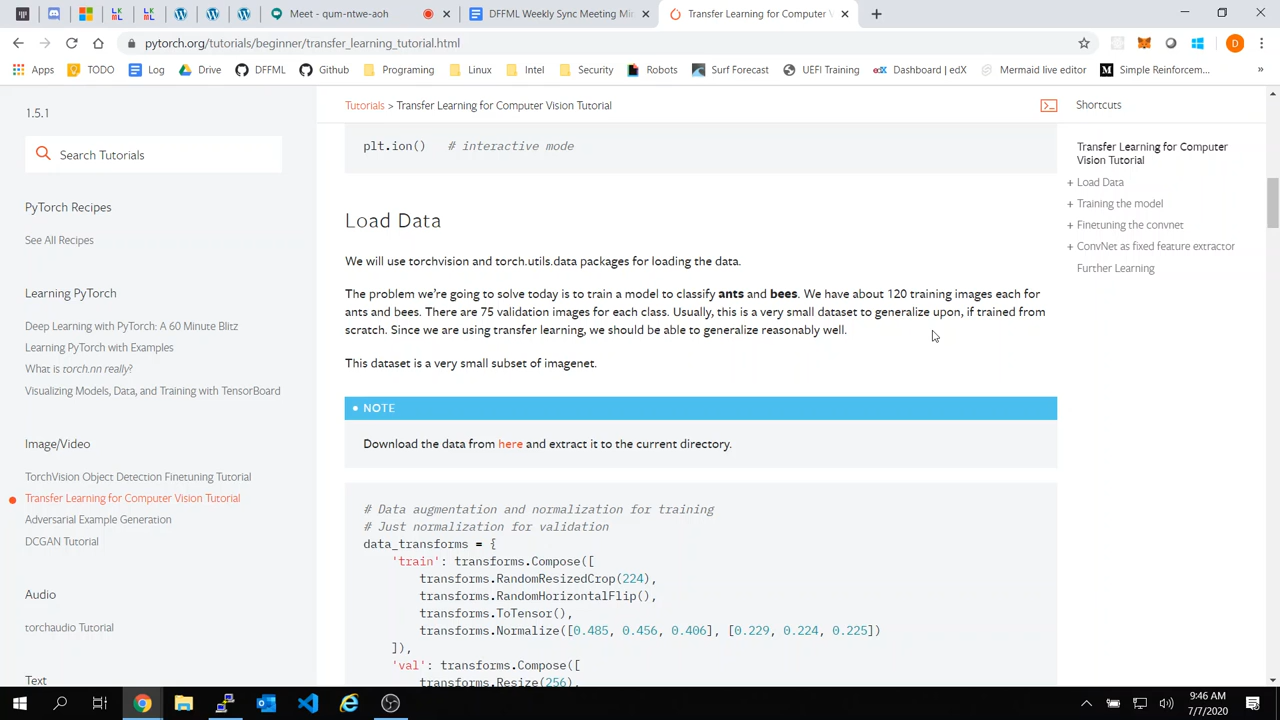 Meet - qum-ntwe-aoh
DFFML Weekly Sync Meeting Mi
Transfer Learning for Computer V
pytorch.org/tutorials/beginner/transfer_learning_tutorial.html
D
Apps
TODO
Log
Drive
DFFML
Github
Programing
Linux
Intel
Security
Robots
Surf Forecast
UEFI Training
edX
Dashboard | edX
Mermaid live editor
M
Simple Reinforcem...
»
1.5.1
Search Tutorials
PyTorch Recipes
See All Recipes
Learning PyTorch
Deep Learning with PyTorch: A 60 Minute Blitz
Learning PyTorch with Examples
What is torch.nn really?
Visualizing Models, Data, and Training with TensorBoard
Image/Video
TorchVision Object Detection Finetuning Tutorial
Transfer Learning for Computer Vision Tutorial
Adversarial Example Generation
DCGAN Tutorial
Audio
torchaudio Tutorial
Text
Tutorials > Transfer Learning for Computer Vision Tutorial
plt.ion()   # interactive mode
Load Data
We will use torchvision and torch.utils.data packages for loading the data.
The problem we're going to solve today is to train a model to classify ants and bees. We have about 120 training images each for
ants and bees. There are 75 validation images for each class. Usually, this is a very small dataset to generalize upon, if trained from
scratch. Since we are using transfer learning, we should be able to generalize reasonably well.
This dataset is a very small subset of imagenet.
NOTE
Download the data from here and extract it to the current directory.
# Data augmentation and normalization for training
# Just normalization for validation
data_transforms = {
'train': transforms.Compose([
transforms.RandomResizedCrop(224),
transforms.RandomHorizontalFlip(),
transforms.ToTensor(),
transforms.Normalize([0.485, 0.456, 0.406], [0.229, 0.224, 0.225])
]),
'val': transforms.Compose([
transforms.Resize(256),
Shortcuts
Transfer Learning for Computer
Vision Tutorial
+ Load Data
+ Training the model
+ Finetuning the convnet
+ ConvNet as fixed feature extractor
Further Learning
9:46 AM
7/7/2020